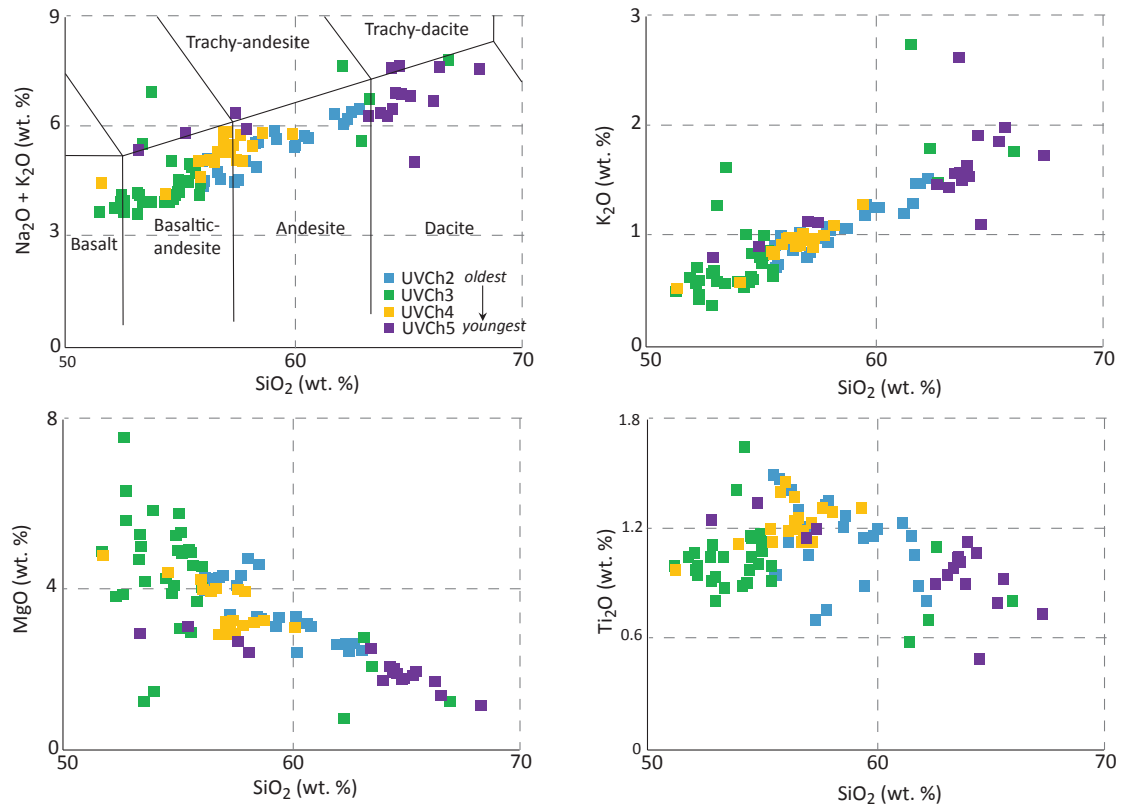 9
6
3
0
Na₂O + K₂O (wt. %)
Trachy-andesite
Trachy-dacite
Basalt
Basaltic-
andesite
Andesite
Dacite
UVCh2 oldest
UVCh3
UVCh4
UVCh5 youngest
50
60
70
SiO₂ (wt. %)
3
2
1
0
K₂O (wt. %)
50
60
70
SiO₂ (wt. %)
8
4
0
MgO (wt. %)
50
60
70
SiO₂ (wt. %)
1.8
1.2
0.6
0
Ti₂O (wt. %)
50
60
70
SiO₂ (wt. %)